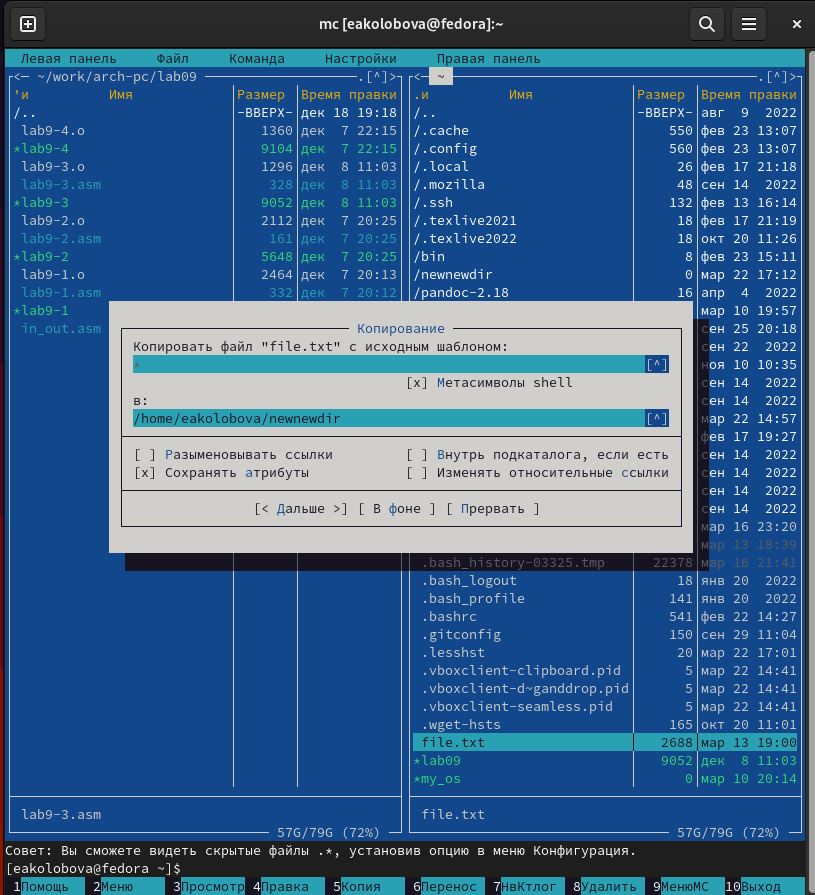 mc [eakolobova@fedora]:~
Левая панель Файл Команда Настройки Правая панель
<— ~/work/arch-pc/lab09 .[^]>
'и Имя Размер Время правки
/.. -ВВЕРХ- дек 18 19:18
lab9-4.o 1360 дек 7 22:15
*lab9-4 9104 дек 7 22:15
lab9-3.o 1296 дек 8 11:03
lab9-3.asm 328 дек 8 11:03
*lab9-3 9052 дек 8 11:03
lab9-2.o 2112 дек 7 20:25
lab9-2.asm 161 дек 7 20:25
*lab9-2 5648 дек 7 20:25
lab9-1.o 2464 дек 7 20:13
lab9-1.asm 332 дек 7 20:12
*lab9-1
in_out.asm
lab9-3.asm
57G/79G (72%)
<— ~ .[^]>
.и Имя Размер Время правки
/.. -ВВЕРХ- авг 9 2022
/.cache 550 фев 23 13:07
/.config 560 фев 23 13:07
/.local 26 фев 17 21:18
/.mozilla 48 сен 14 2022
/.ssh 132 фев 13 16:14
/.texlive2021 18 фев 17 21:19
/.texlive2022 18 окт 20 11:26
/bin 8 фев 23 15:11
/newnewdir 0 мар 22 17:12
/pandoc-2.18 16 апр 4 2022
мар 10 19:57
сен 25 20:18
сен 22 2022
ноя 10 10:35
сен 14 2022
сен 14 2022
мар 22 14:57
фев 17 19:27
сен 14 2022
сен 14 2022
сен 14 2022
сен 14 2022
мар 16 23:20
мар 13 18:39
.bash_history-03325.tmp 22378 мар 16 21:41
.bash_logout 18 янв 20 2022
.bash_profile 141 янв 20 2022
.bashrc 541 фев 22 14:27
.gitconfig 150 сен 29 11:04
.lesshst 20 мар 22 17:01
.vboxclient-clipboard.pid 5 мар 22 14:41
.vboxclient-d~ganddrop.pid 5 мар 22 14:41
.vboxclient-seamless.pid 5 мар 22 14:41
.wget-hsts 165 окт 20 11:01
file.txt 2688 мар 13 19:00
*lab09 9052 дек 8 11:03
*my_os 0 мар 10 20:14
file.txt
57G/79G (72%)
Копирование
Копировать файл "file.txt" с исходным шаблоном:
* [^]
[x] Метасимволы shell
в:
/home/eakolobova/newnewdir [^]
[ ] Разыменовывать ссылки [ ] Внутрь подкаталога, если есть
[x] Сохранять атрибуты [ ] Изменять относительные ссылки
[< Дальше >] [ В фоне ] [ Прервать ]
Совет: Вы сможете видеть скрытые файлы .*, установив опцию в меню Конфигурация.
[eakolobova@fedora ~]$
1Помощь 2Меню 3Просмотр 4Правка 5Копия 6Перенос 7НвКтлог 8Удалить 9МенюМС 10Выход